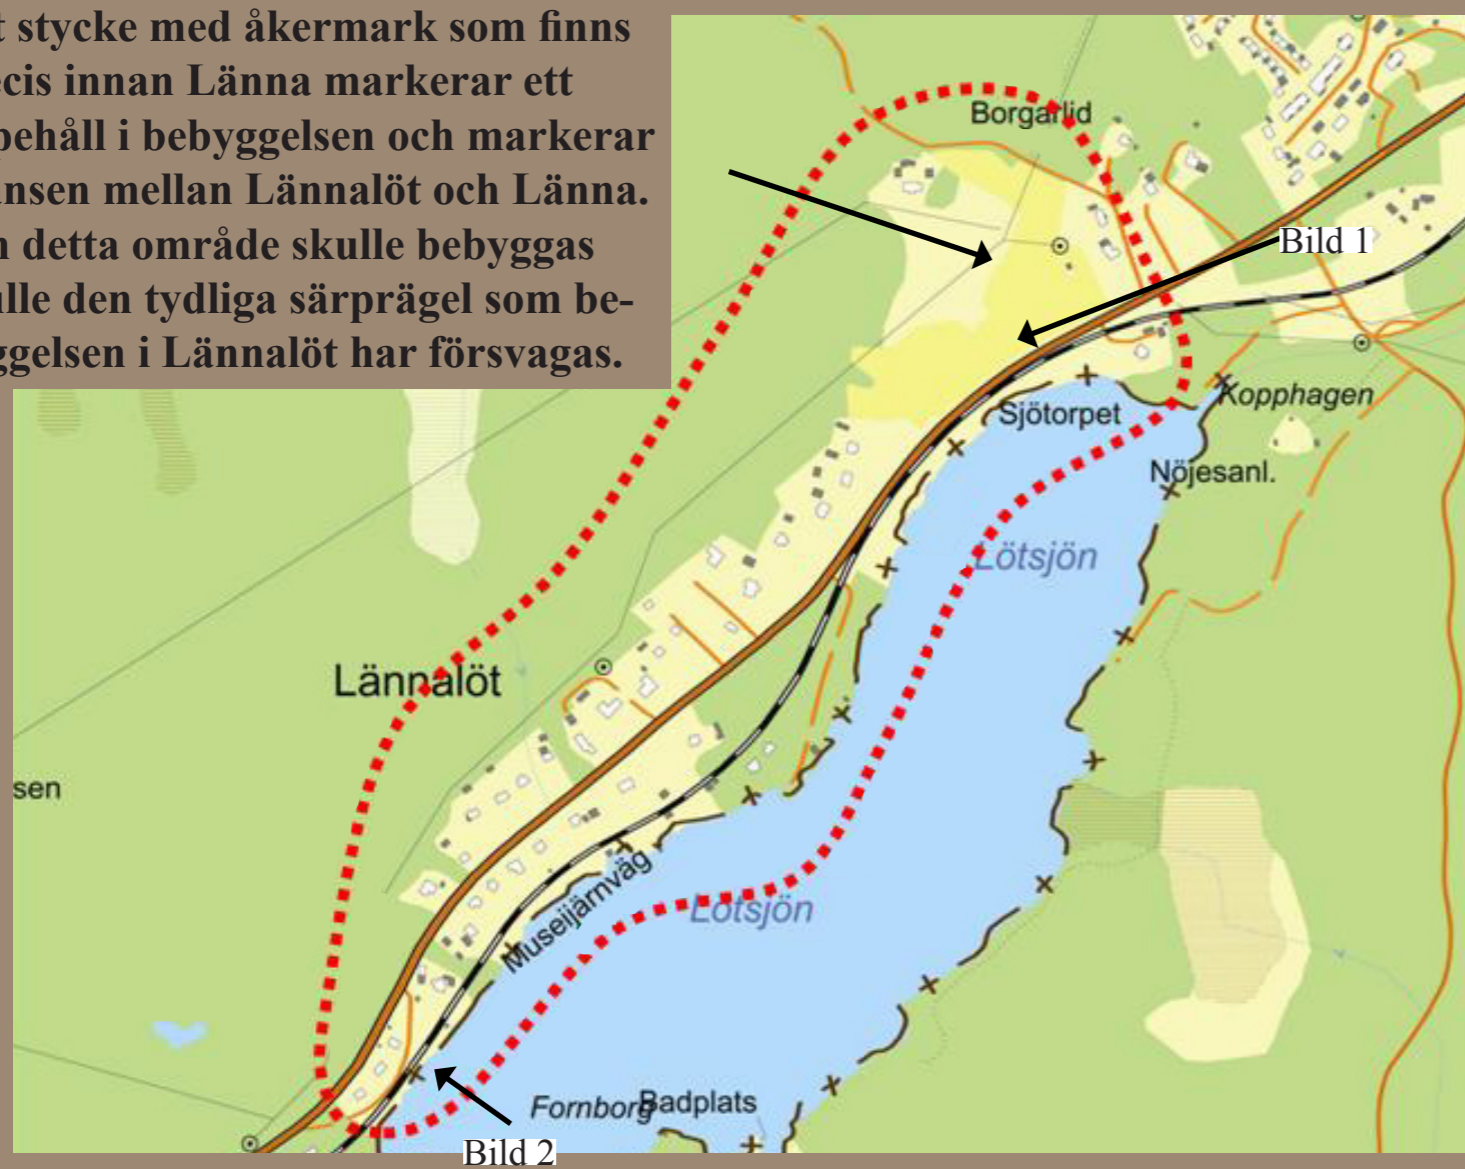 t stycke med åkermark som finns
ecis innan Länna markerar ett
pehåll i bebyggelsen och markerar
änsen mellan Lännalöt och Länna.
n detta område skulle bebyggas
ulle den tydliga särprägel som be-
ggelsen i Lännalöt har försvagas.
Borgarlid
Bild 1
Kopphagen
Sjötorpet
Nöjesanl.
Lötsjön
Lännalöt
sen
Museijärnväg
Lötsjön
Fornborg
Badplats
Bild 2